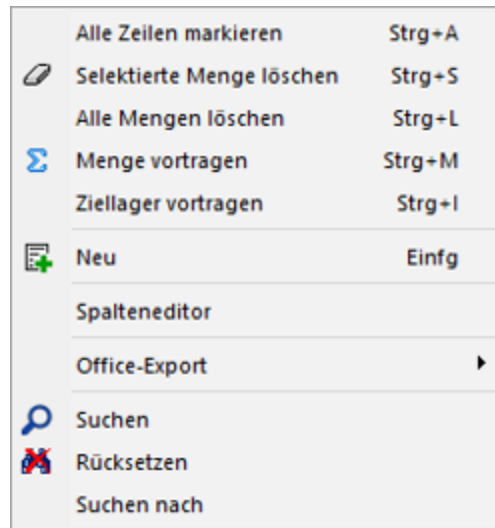 Alle Zeilen markieren Strg+A
Selektierte Menge löschen Strg+S
Alle Mengen löschen Strg+L
Menge vortragen Strg+M
Ziellager vortragen Strg+I
Neu Einfg
Spalteneditor
Office-Export
Suchen
Rücksetzen
Suchen nach